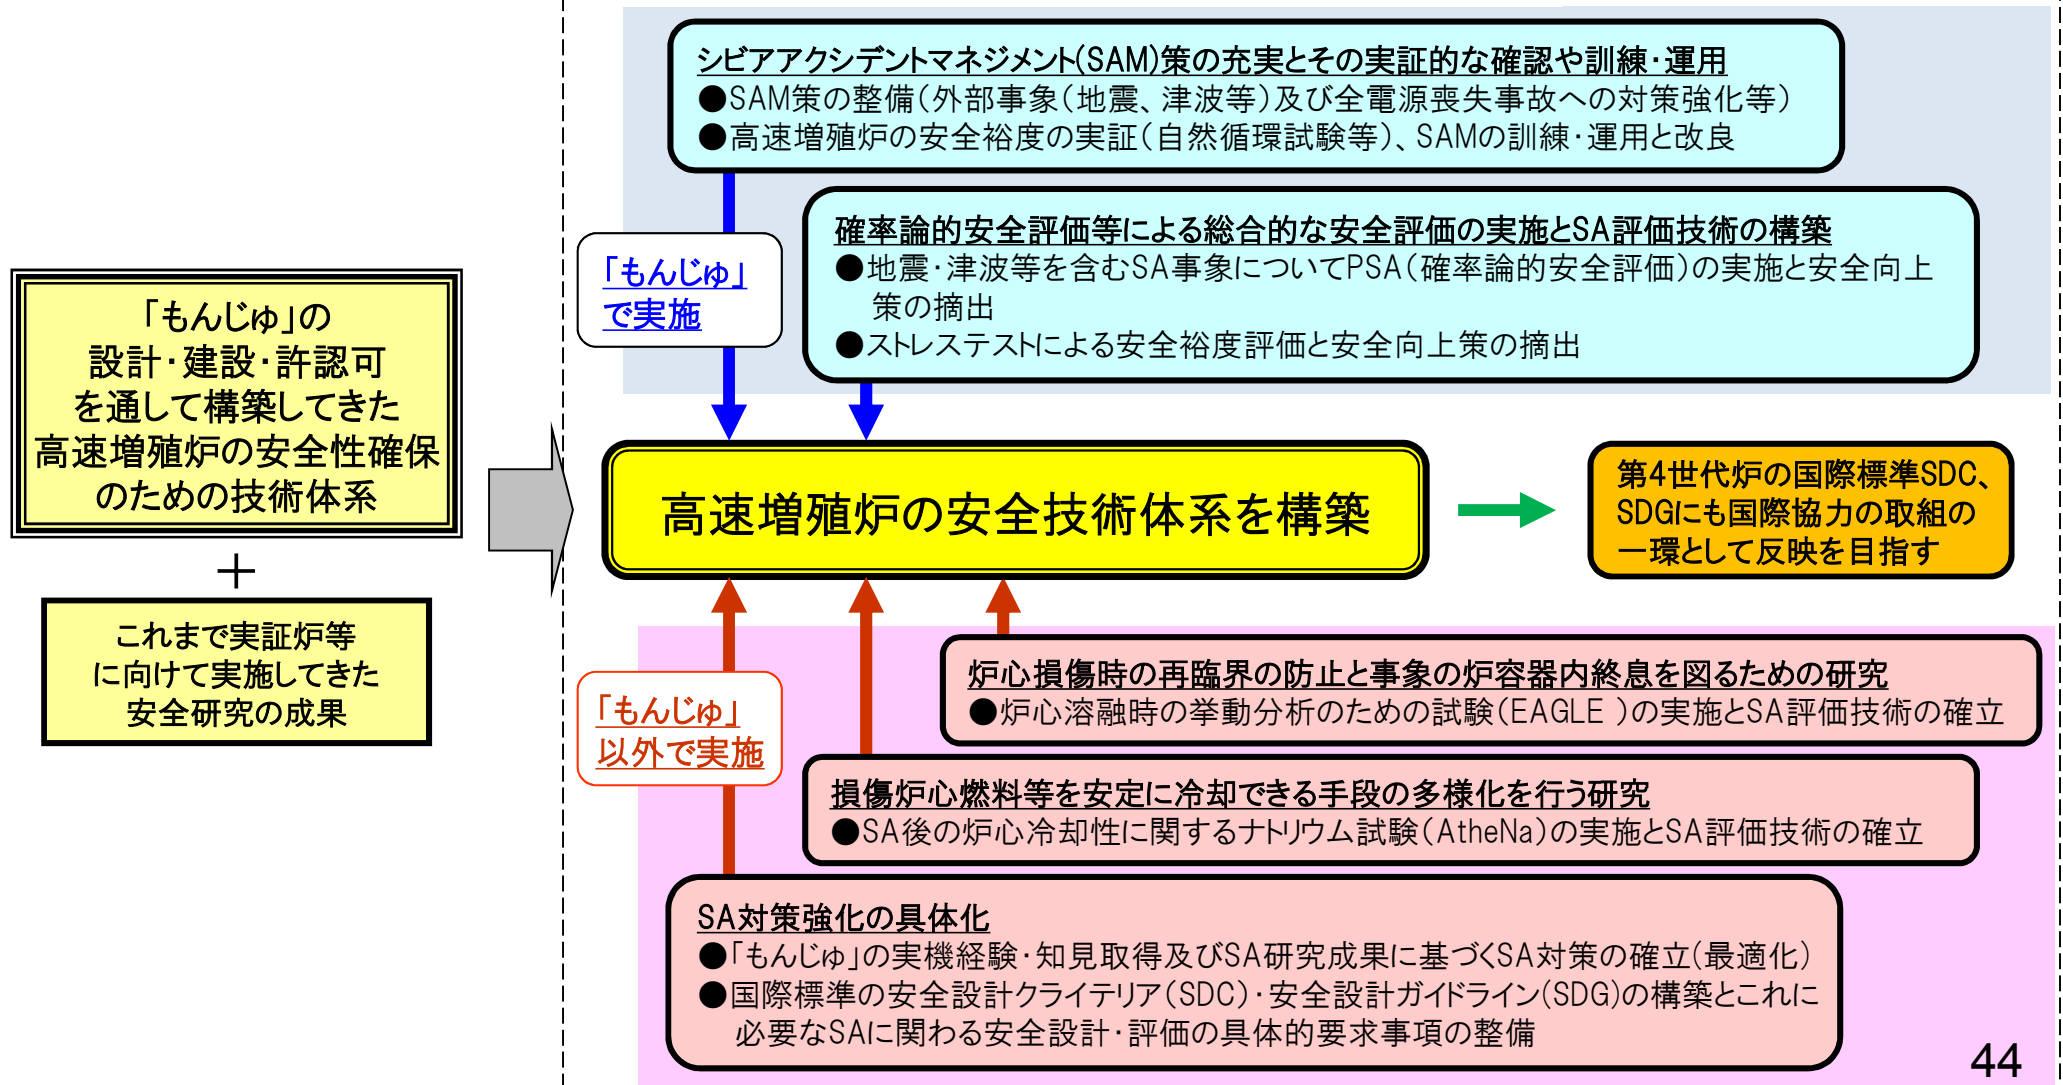 「もんじゅ」の
設計・建設・許認可
を通して構築してきた
高速増殖炉の安全性確保
のための技術体系
＋
これまで実証炉等
に向けて実施してきた
安全研究の成果
シビアアクシデントマネジメント(SAM)策の充実とその実証的な確認や訓練・運用
●SAM策の整備(外部事象(地震、津波等)及び全電源喪失事故への対策強化等)
●高速増殖炉の安全裕度の実証(自然循環試験等)、SAMの訓練・運用と改良
「もんじゅ」
で実施
確率論的安全評価等による総合的な安全評価の実施とSA評価技術の構築
●地震・津波等を含むSA事象についてPSA(確率論的安全評価)の実施と安全向上
策の摘出
●ストレステストによる安全裕度評価と安全向上策の摘出
高速増殖炉の安全技術体系を構築
第4世代炉の国際標準SDC、
SDGにも国際協力の取組の
一環として反映を目指す
「もんじゅ」
以外で実施
炉心損傷時の再臨界の防止と事象の炉容器内終息を図るための研究
●炉心溶融時の挙動分析のための試験(EAGLE )の実施とSA評価技術の確立
損傷炉心燃料等を安定に冷却できる手段の多様化を行う研究
●SA後の炉心冷却性に関するナトリウム試験(AtheNa)の実施とSA評価技術の確立
SA対策強化の具体化
●「もんじゅ」の実機経験・知見取得及びSA研究成果に基づくSA対策の確立(最適化)
●国際標準の安全設計クライテリア(SDC)・安全設計ガイドライン(SDG)の構築とこれに
必要なSAに関わる安全設計・評価の具体的要求事項の整備
44